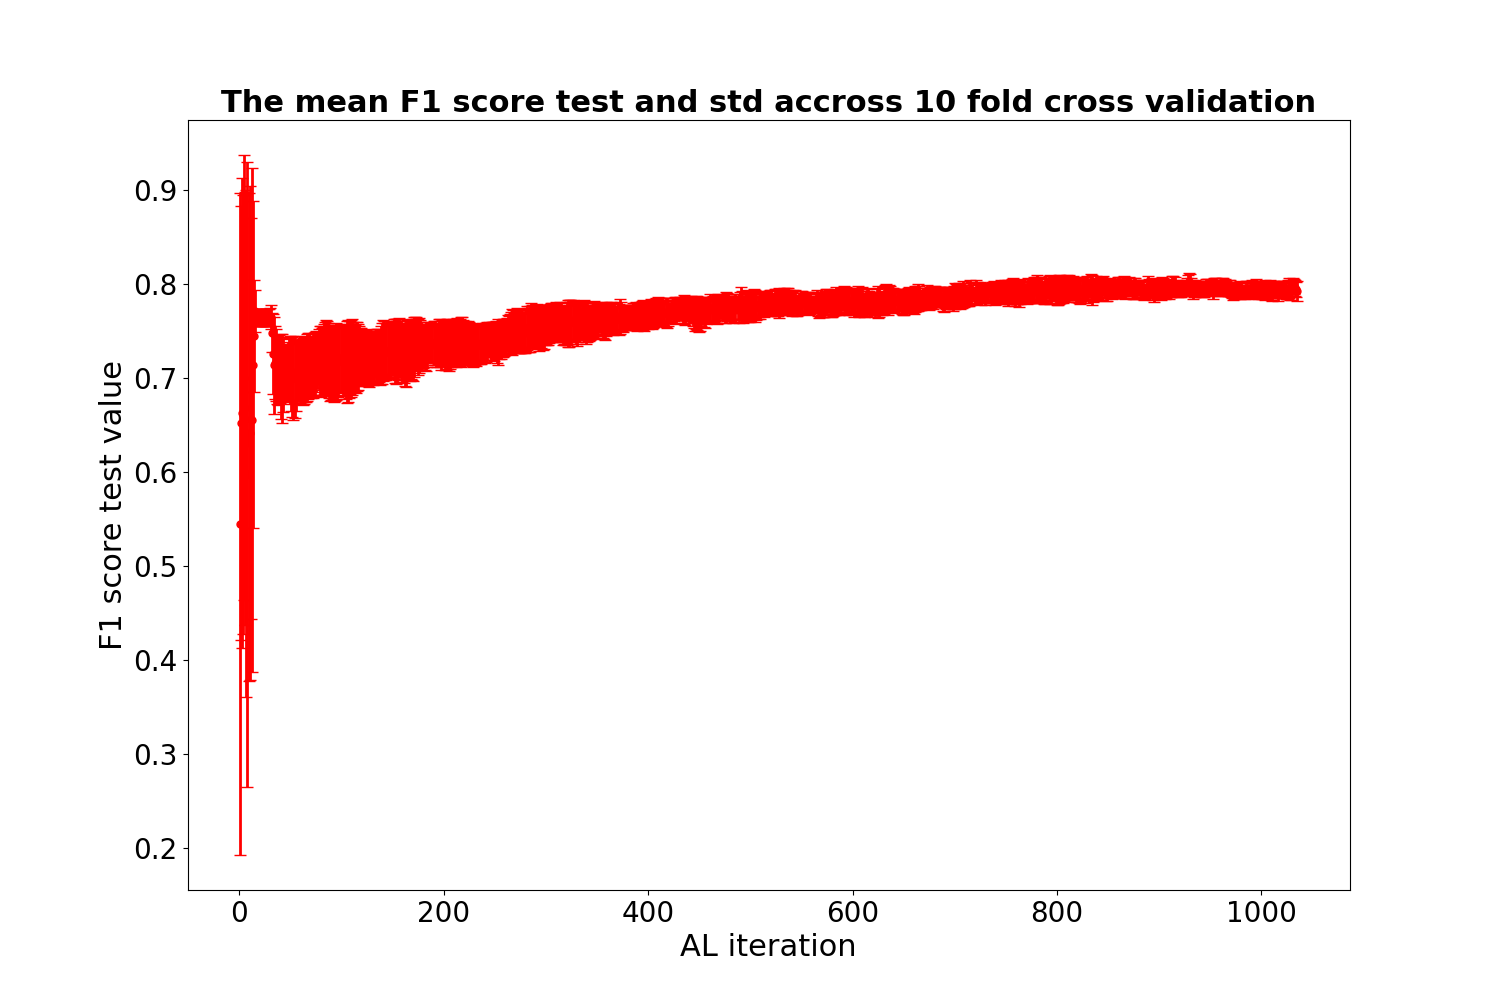 The mean F1 score test and std accross 10 fold cross validation
0.9
0.8
0.7
0.6
0.5
0.4
0.3
0.2
F1 score test value
0 200 400 600 800 1000
AL iteration